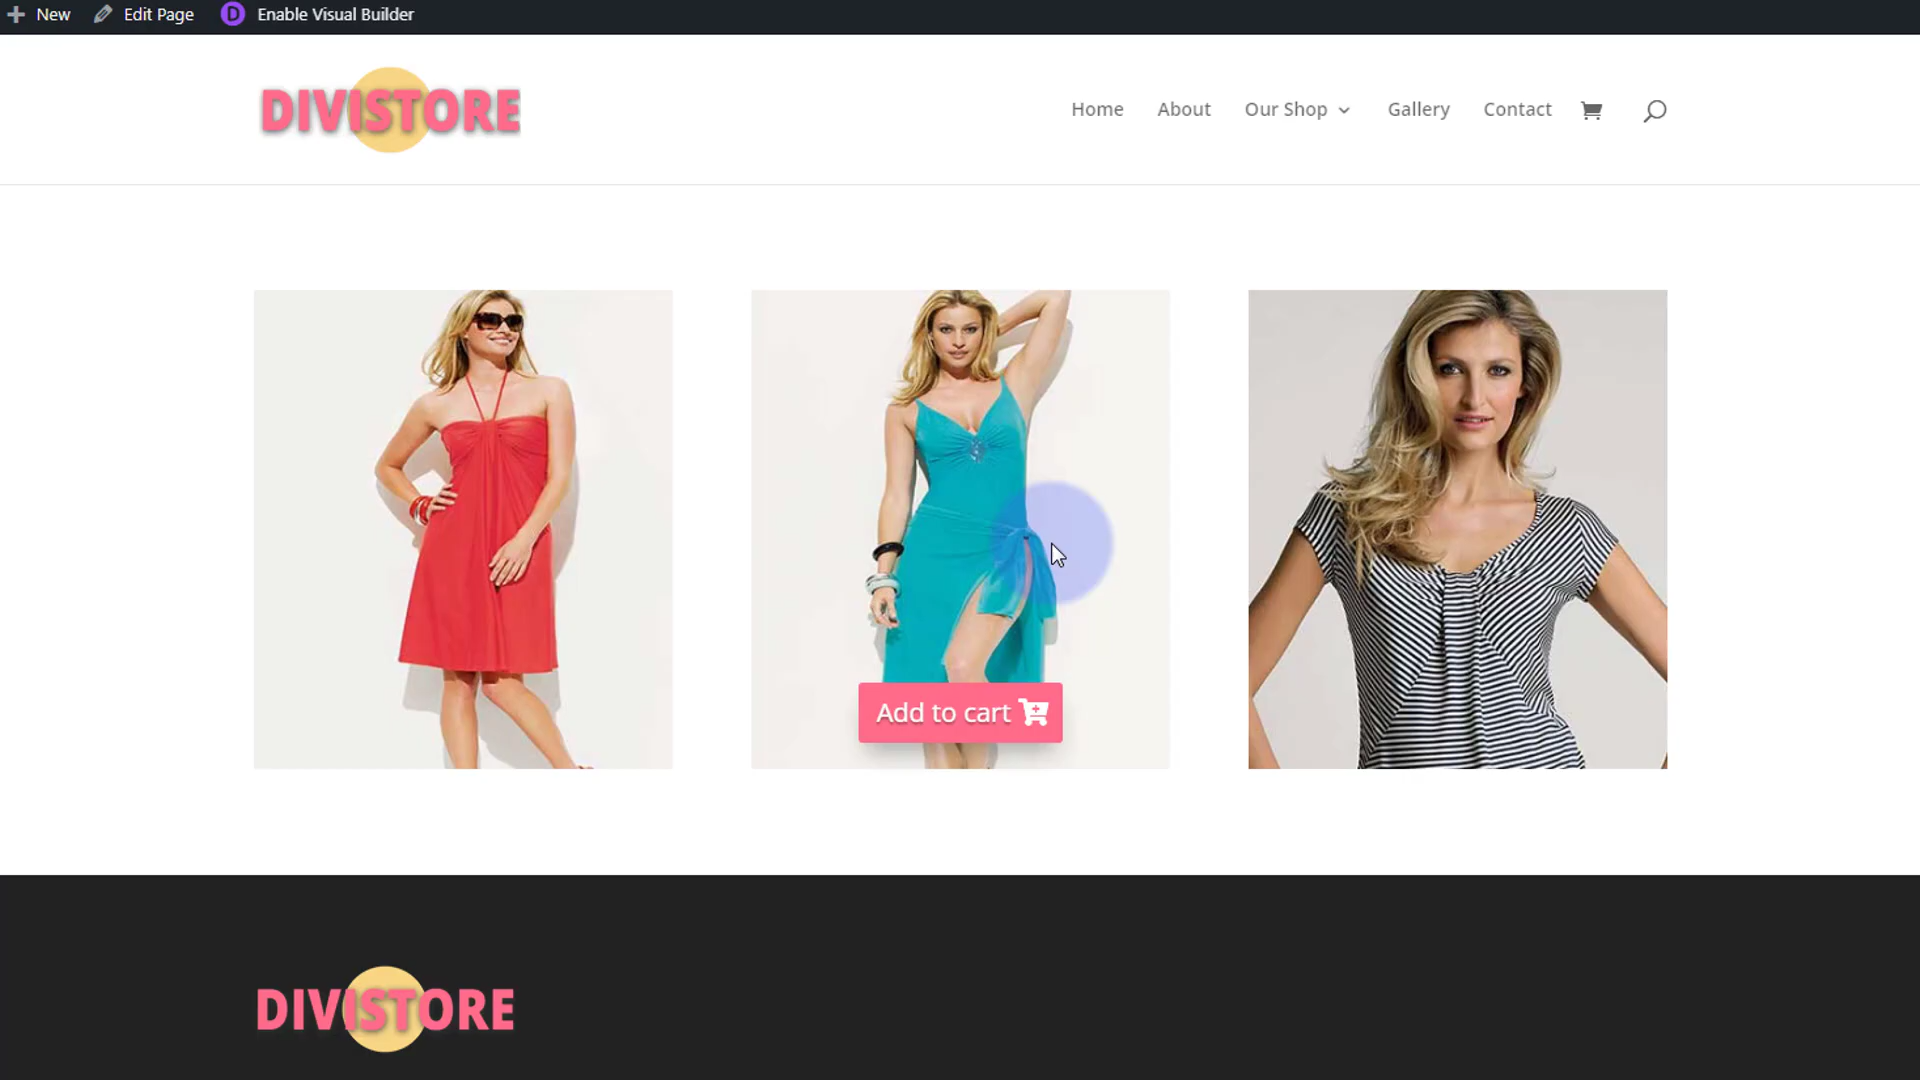 New Edit Page D Enable Visual Builder
DIVISTORE
Home About Our Shop Gallery Contact
Add to cart
DIVISTORE